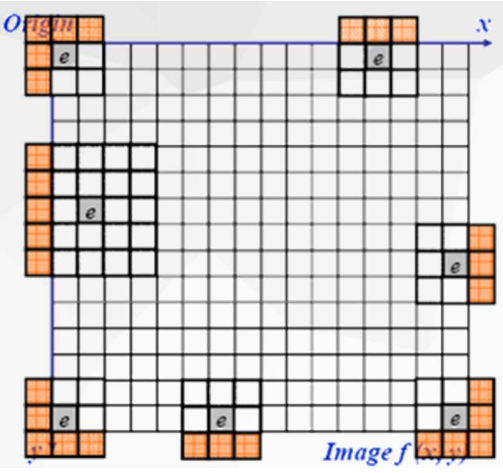 Origin x
e e
e
e
e e e
y Image f (x, y)